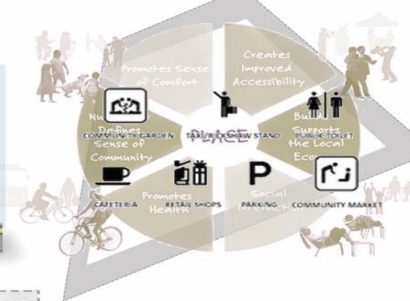 Promotes Sense
of Comfort
Creates
Improved
Accessibility
COMMUNITY GARDEN
TAXI/RICKSHAW STAND
PUBLIC TOILET
PLACE
Defines
Sense of
Community
Supports
the Local
CAFETERIA
RETAIL SHOPS
PARKING
COMMUNITY MARKET
P
Promotes
Health
Social